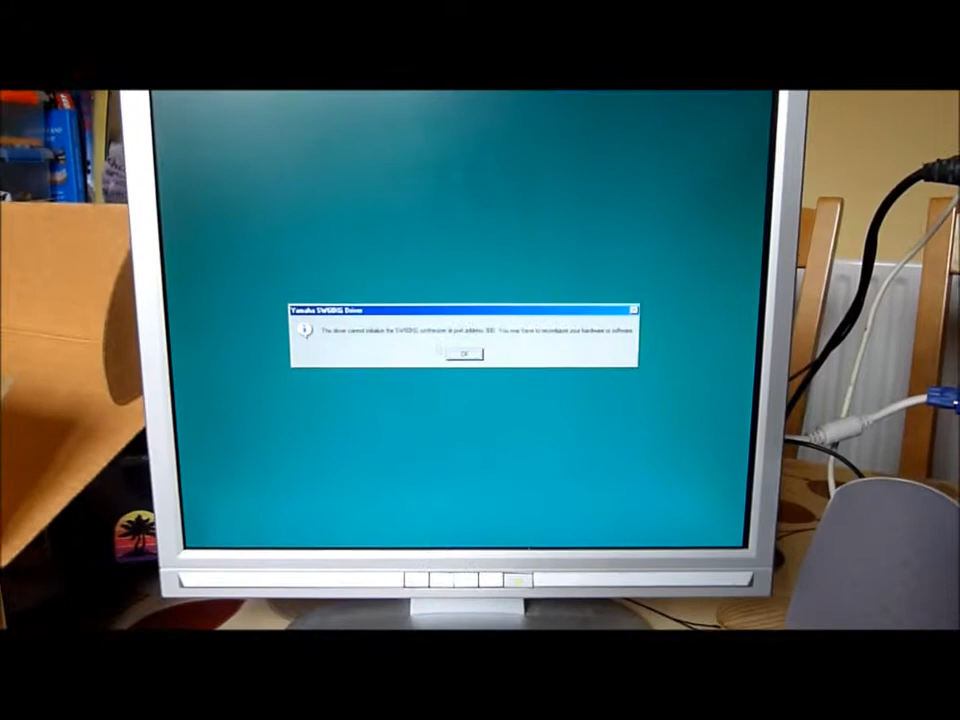 Yamaha SW60XG Driver
The driver cannot initialize the SW60XG synthesizer at port address 300. You may have to reconfigure your hardware or software.
OK